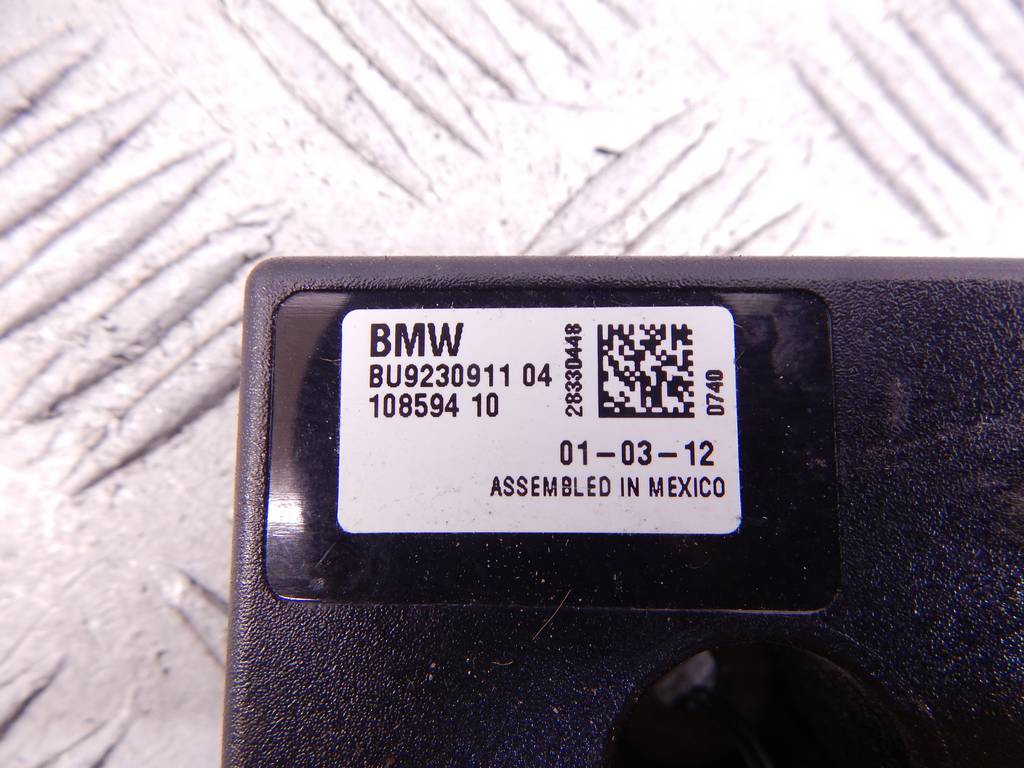 BMW
BU9230911 04
108594 10
28330448
0740
01-03-12
ASSEMBLED IN MEXICO